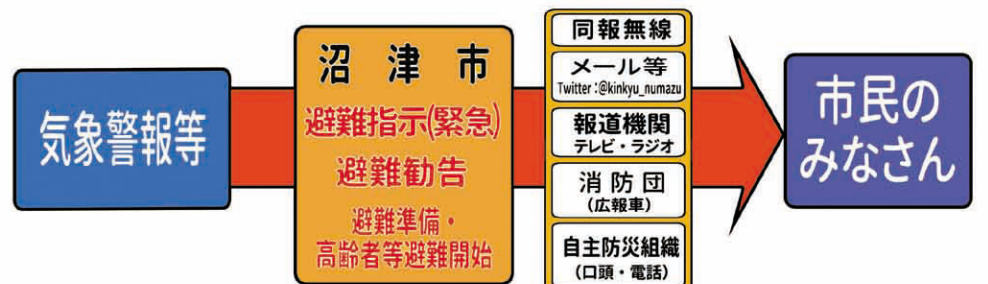 気象警報等
沼津市
避難指示(緊急)
避難勧告
避難準備・
高齢者等避難開始
同報無線
メール等
Twitter:@kinkyu_numazu
報道機関
テレビ・ラジオ
消防団
(広報車)
自主防災組織
(口頭・電話)
市民の
みなさん